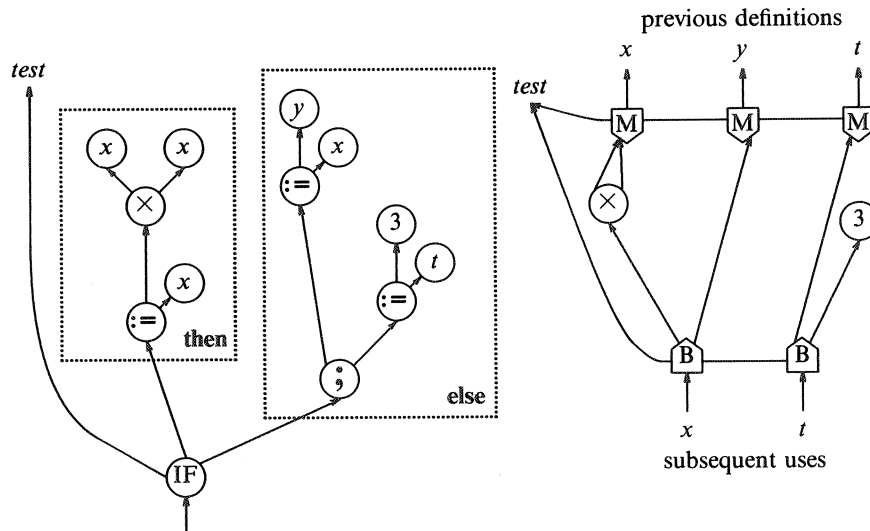 test
x x
×
x
:=
then
y
x
:=
3
t
:=
;
else
IF
previous definitions
x y t
test
M M M
×
3
B B
x t
subsequent uses